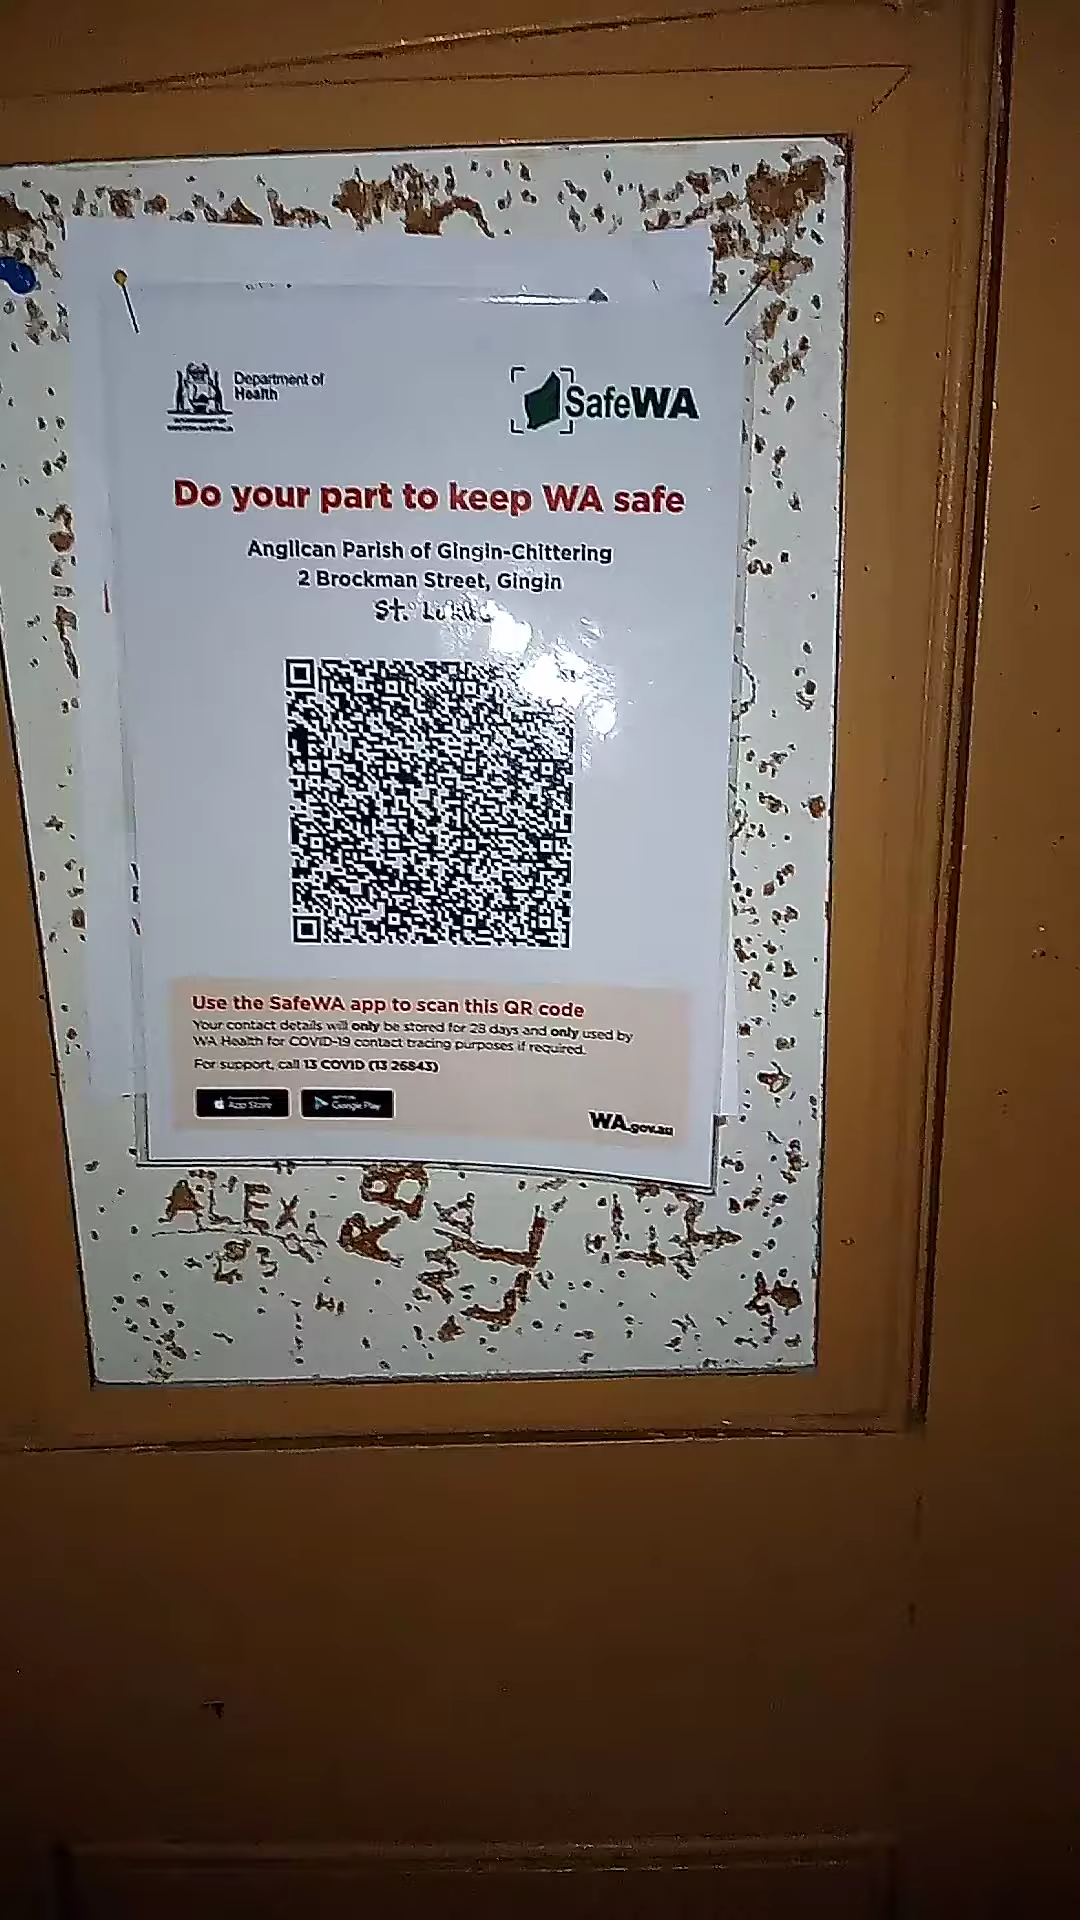 Department of
Health
SafeWA
Do your part to keep WA safe
Anglican Parish of Gingin-Chittering
2 Brockman Street, Gingin
St.
Use the SafeWA app to scan this QR code
Your contact details will only be stored for 28 days and only used by
WA Health for COVID-19 contact tracing purposes if required.
For support, call 13 COVID (13 26843)
App Store
Google Play
WA.gov.au
ALEX